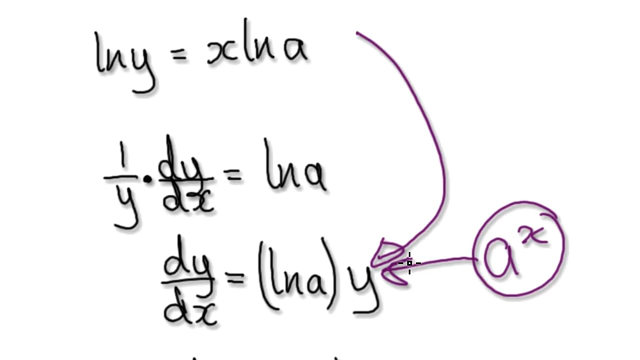 ln y = x ln a
1/y · dy/dx = ln a
dy/dx = (ln a) y
a^x